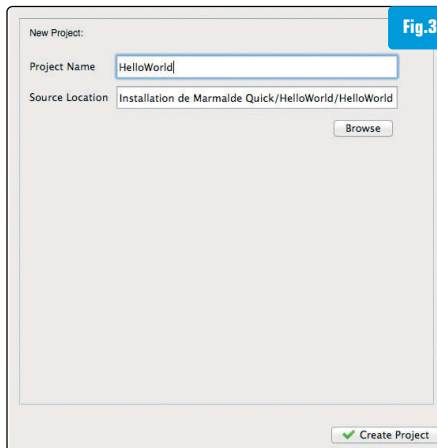 Fig.3
New Project:
Project Name HelloWorld
Source Location Installation de Marmalde Quick/HelloWorld/HelloWorld
Browse
Create Project